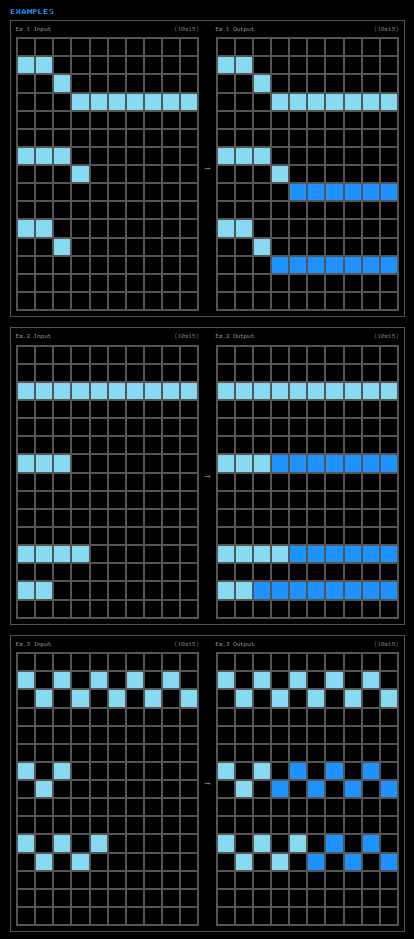 EXAMPLES
Ex.1 Input (10x15) Ex.1 Output (10x15)
→
Ex.2 Input (10x15) Ex.2 Output (10x15)
→
Ex.3 Input (10x15) Ex.3 Output (10x15)
→